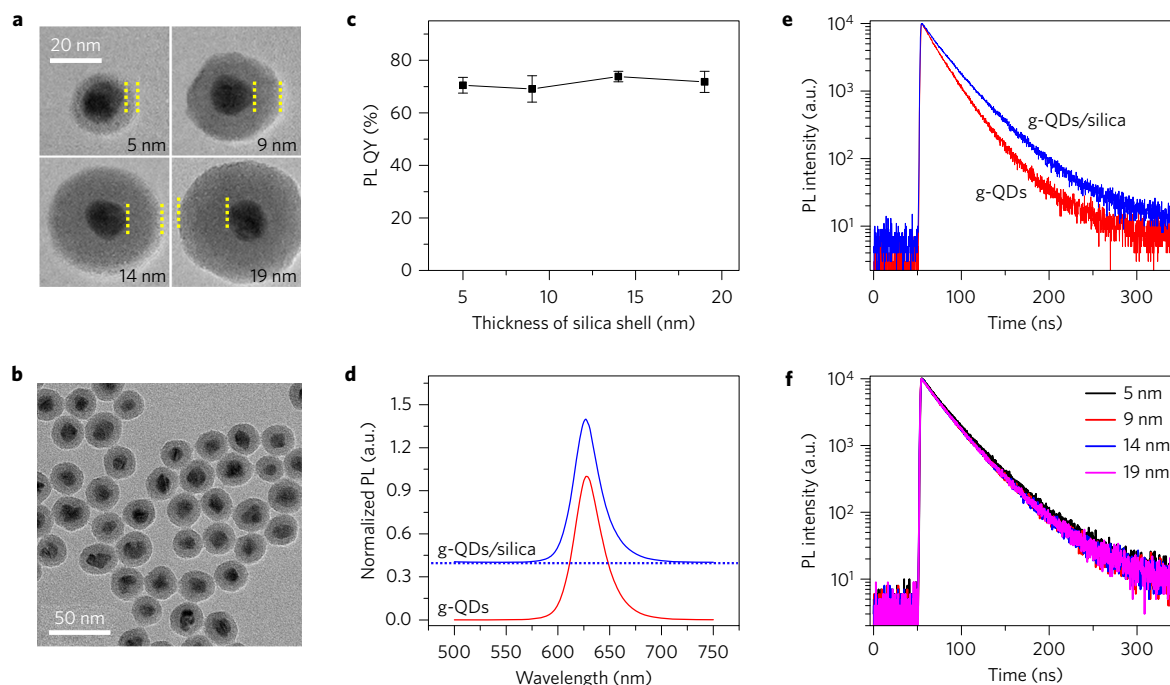 a
20 nm
5 nm
9 nm
14 nm
19 nm
b
50 nm
c
PL QY (%)
100
80
60
40
20
0
5 10 15 20
Thickness of silica shell (nm)
d
Normalized PL (a.u.)
1.5
1.2
0.9
0.6
0.3
0.0
g-QDs/silica
g-QDs
500 550 600 650 700 750
Wavelength (nm)
e
PL intensity (a.u.)
10⁴
10³
10²
10¹
g-QDs/silica
g-QDs
0 100 200 300
Time (ns)
f
PL intensity (a.u.)
10⁴
10³
10²
10¹
5 nm
9 nm
14 nm
19 nm
0 100 200 300
Time (ns)